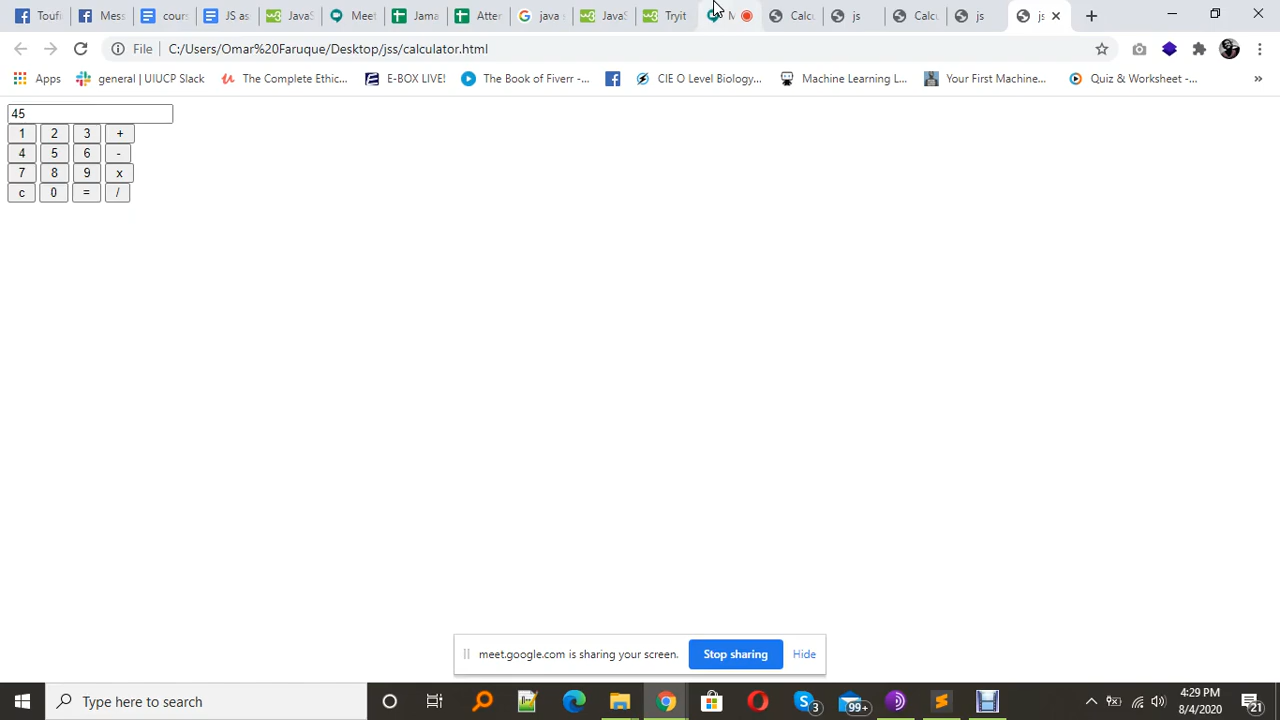 Toufi Mess cours JS as JavaS Meet Jama Atter java s JavaS Tryit M Calcu js Calcu js js
File C:/Users/Omar%20Faruque/Desktop/jss/calculator.html
Apps general | UIUCP Slack The Complete Ethic... E-BOX LIVE! The Book of Fiverr -... CIE O Level Biology... Machine Learning L... Your First Machine... Quiz & Worksheet -... »
45
1 2 3 +
4 5 6 -
7 8 9 x
c 0 = /
meet.google.com is sharing your screen. Stop sharing Hide
Type here to search 3 99+ 4:29 PM
8/4/2020 21